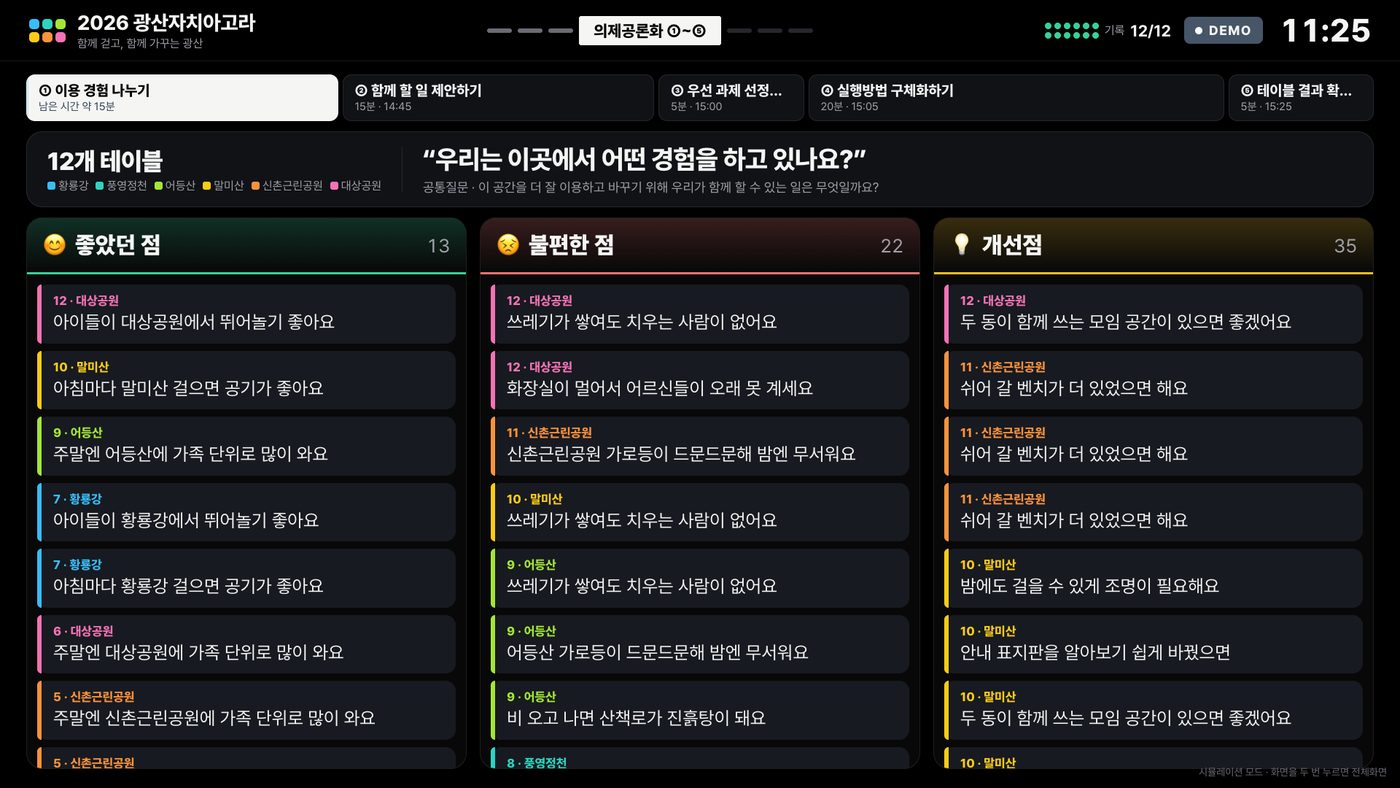 2026 광산자치아고라
함께 걷고, 함께 가꾸는 광산
의제공론화 ①~⑤
기록 12/12
DEMO
11:25
① 이용 경험 나누기
남은 시간 약 15분
② 함께 할 일 제안하기
15분 · 14:45
③ 우선 과제 선정...
5분 · 15:00
④ 실행방법 구체화하기
20분 · 15:05
⑤ 테이블 결과 확...
5분 · 15:25
12개 테이블
황룡강 풍영정천 어등산 말미산 신촌근린공원 대상공원
“우리는 이곳에서 어떤 경험을 하고 있나요?”
공통질문 · 이 공간을 더 잘 이용하고 바꾸기 위해 우리가 함께 할 수 있는 일은 무엇일까요?
😊 좋았던 점 13
12 · 대상공원
아이들이 대상공원에서 뛰어놀기 좋아요
10 · 말미산
아침마다 말미산 걸으면 공기가 좋아요
9 · 어등산
주말엔 어등산에 가족 단위로 많이 와요
7 · 황룡강
아이들이 황룡강에서 뛰어놀기 좋아요
7 · 황룡강
아침마다 황룡강 걸으면 공기가 좋아요
6 · 대상공원
주말엔 대상공원에 가족 단위로 많이 와요
5 · 신촌근린공원
주말엔 신촌근린공원에 가족 단위로 많이 와요
5 · 신촌근린공원
😣 불편한 점 22
12 · 대상공원
쓰레기가 쌓여도 치우는 사람이 없어요
12 · 대상공원
화장실이 멀어서 어르신들이 오래 못 계세요
11 · 신촌근린공원
신촌근린공원 가로등이 드문드문해 밤엔 무서워요
10 · 말미산
쓰레기가 쌓여도 치우는 사람이 없어요
9 · 어등산
쓰레기가 쌓여도 치우는 사람이 없어요
9 · 어등산
어등산 가로등이 드문드문해 밤엔 무서워요
9 · 어등산
비 오고 나면 산책로가 진흙탕이 돼요
8 · 풍영정천
💡 개선점 35
12 · 대상공원
두 동이 함께 쓰는 모임 공간이 있으면 좋겠어요
11 · 신촌근린공원
쉬어 갈 벤치가 더 있었으면 해요
11 · 신촌근린공원
쉬어 갈 벤치가 더 있었으면 해요
11 · 신촌근린공원
쉬어 갈 벤치가 더 있었으면 해요
10 · 말미산
밤에도 걸을 수 있게 조명이 필요해요
10 · 말미산
안내 표지판을 알아보기 쉽게 바꿨으면
10 · 말미산
두 동이 함께 쓰는 모임 공간이 있으면 좋겠어요
10 · 말미산
시뮬레이션 모드 · 화면을 두 번 누르면 전체화면